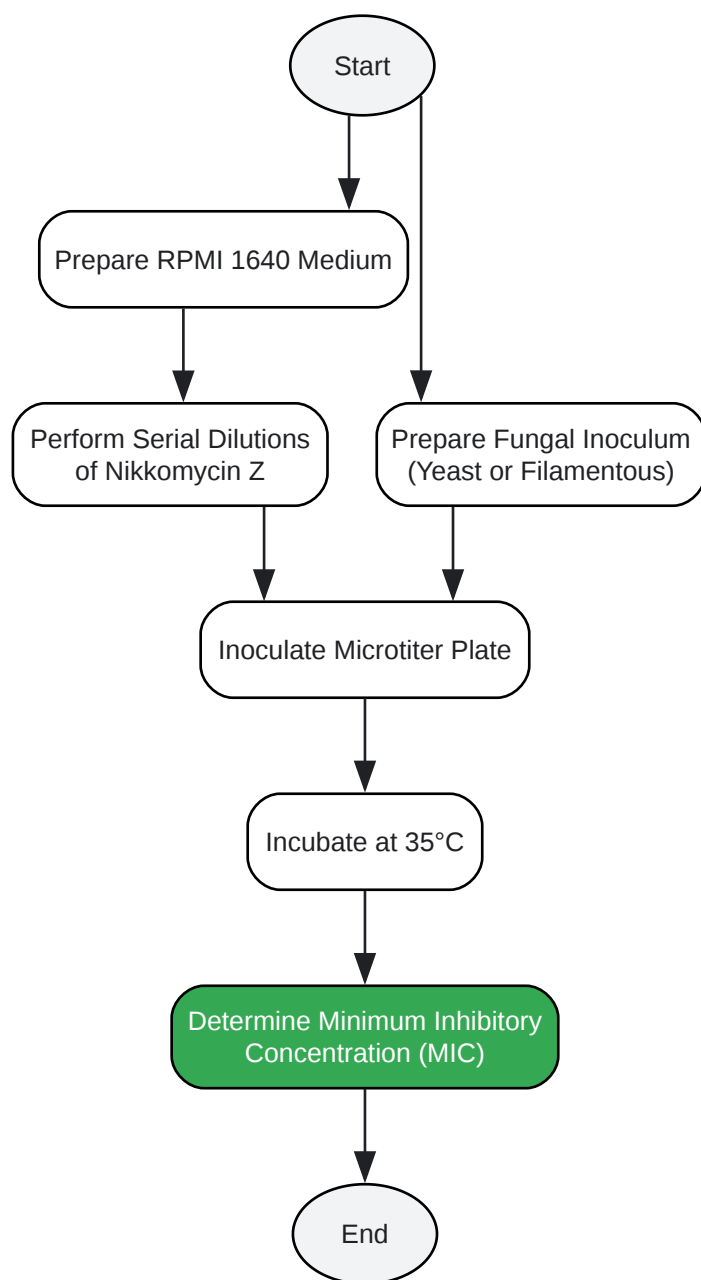 Start
Prepare RPMI 1640 Medium
Perform Serial Dilutions
of Nikkomycin Z
Prepare Fungal Inoculum
(Yeast or Filamentous)
Inoculate Microtiter Plate
Incubate at 35°C
Determine Minimum Inhibitory
Concentration (MIC)
End